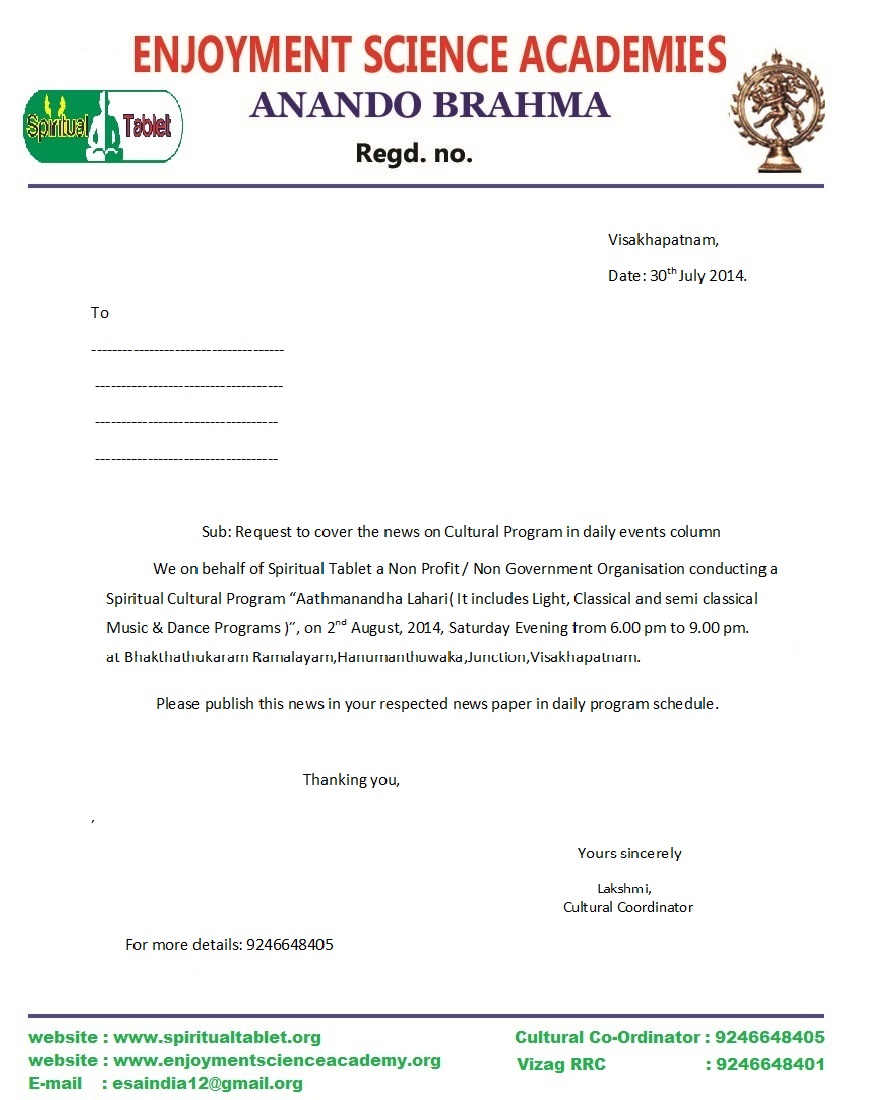 ENJOYMENT SCIENCE ACADEMIES
Spiritual Tablet
ANANDO BRAHMA
Regd. no.
Visakhapatnam,
Date: 30th July 2014.
To
-------------------------------------
------------------------------------
-----------------------------------
-----------------------------------
Sub: Request to cover the news on Cultural Program in daily events column
We on behalf of Spiritual Tablet a Non Profit/ Non Government Organisation conducting a
Spiritual Cultural Program “Aathmanandha Lahari( It includes Light, Classical and semi classical
Music & Dance Programs )”, on 2nd August, 2014, Saturday Evening from 6.00 pm to 9.00 pm.
at Bhakthathukaram Ramalayam,Hanumanthuwaka,Junction,Visakhapatnam.
Please publish this news in your respected news paper in daily program schedule.
Thanking you,
,
Yours sincerely
Lakshmi,
Cultural Coordinator
For more details: 9246648405
website : www.spiritualtablet.org
website : www.enjoymentscienceacademy.org
E-mail : esaindia12@gmail.org
Cultural Co-Ordinator : 9246648405
Vizag RRC : 9246648401